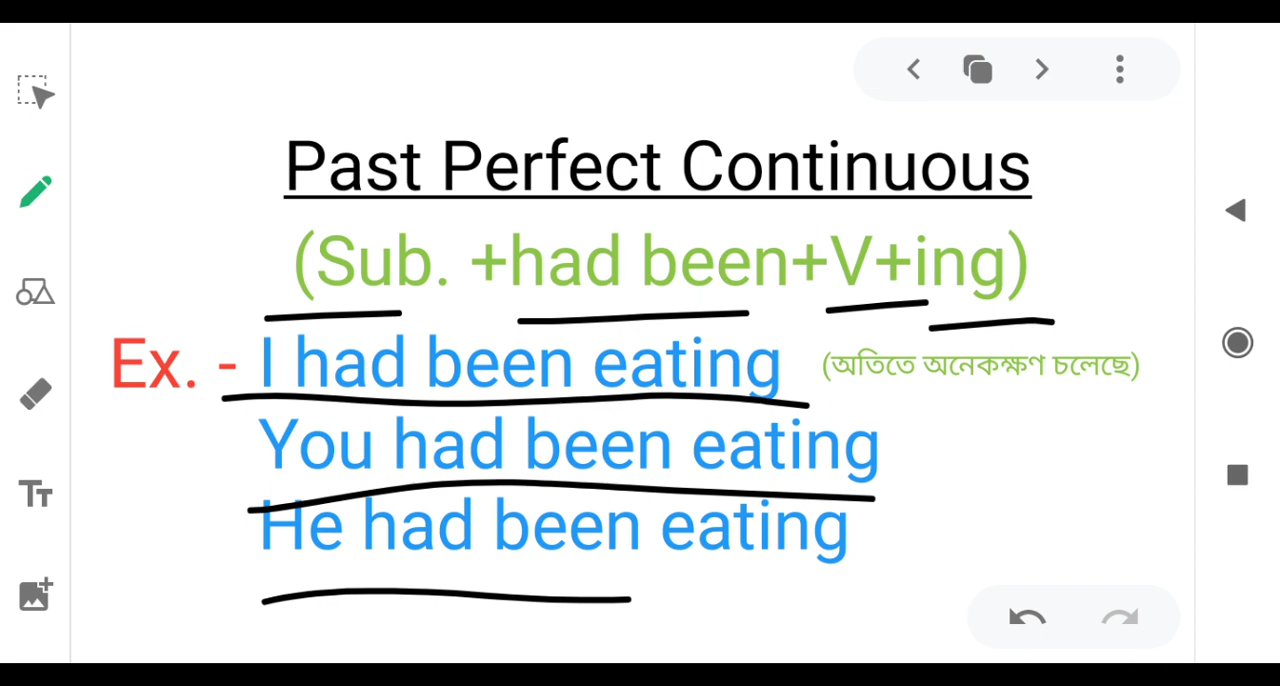 Past Perfect Continuous
(Sub. +had been+V+ing)
Ex. - I had been eating (অতিতে অনেকক্ষণ চলেছে)
You had been eating
He had been eating
Tт